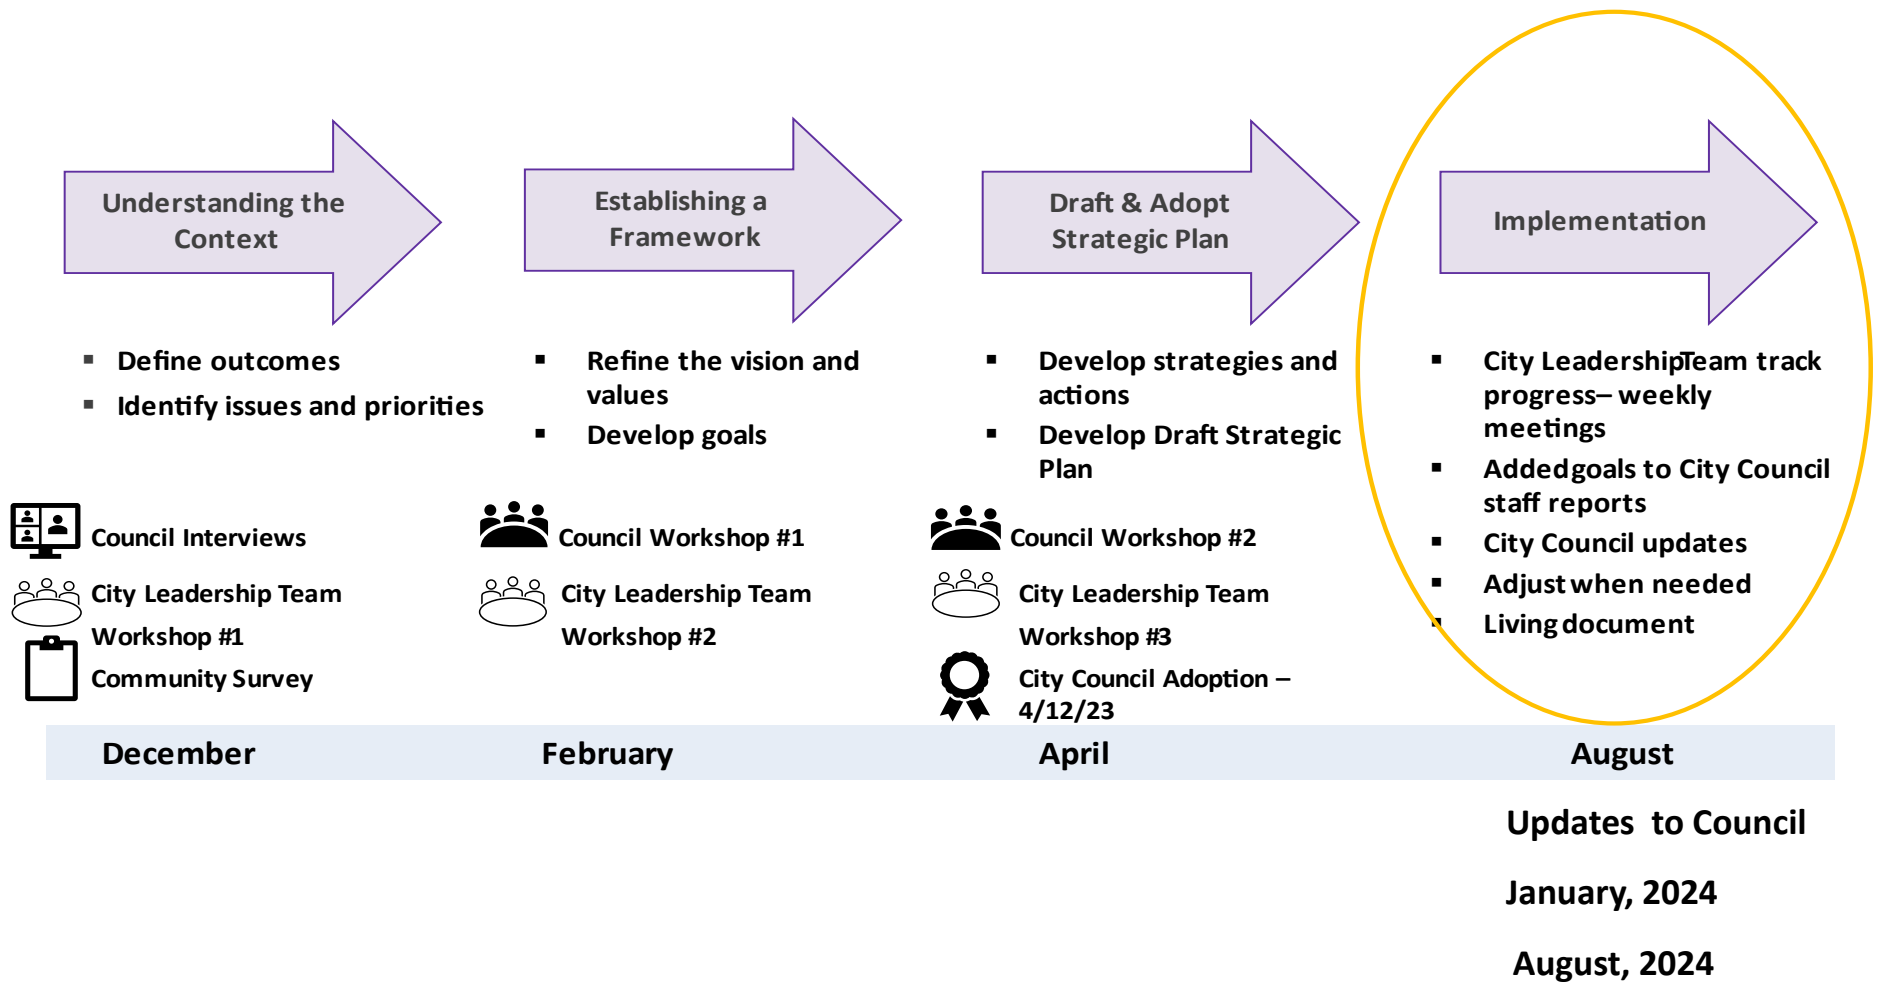 Understanding the
Context
Establishing a
Framework
Draft & Adopt
Strategic Plan
Implementation
▪ Define outcomes
▪ Identify issues and priorities
▪ Refine the vision and
values
▪ Develop goals
▪ Develop strategies and
actions
▪ Develop Draft Strategic
Plan
▪ City LeadershipTeam track
progress– weekly
meetings
▪ Addedgoals to City Council
staff reports
▪ City Council updates
▪ Adjust when needed
▪ Living document
Council Interviews
City Leadership Team
Workshop #1
Community Survey
Council Workshop #1
City Leadership Team
Workshop #2
Council Workshop #2
City Leadership Team
Workshop #3
City Council Adoption –
4/12/23
December
February
April
August
Updates to Council
January, 2024
August, 2024